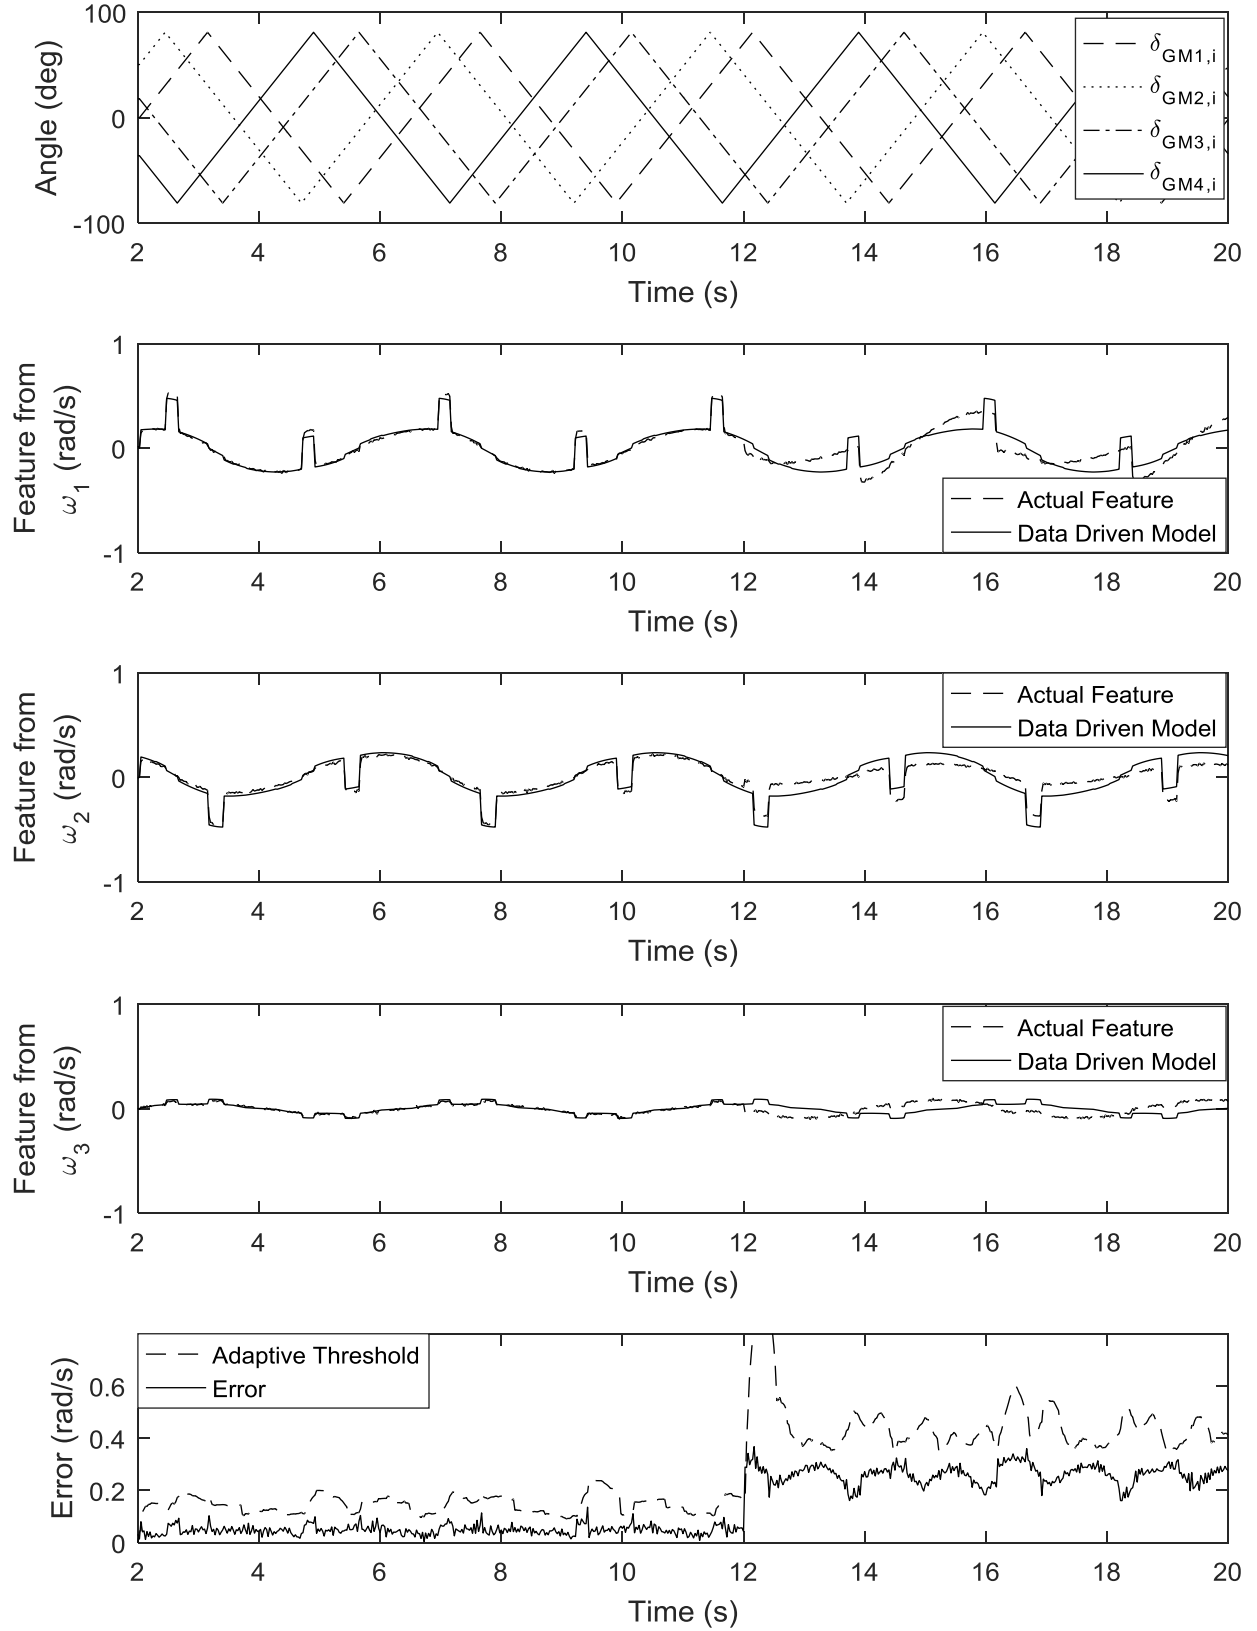 100
0
-100
Angle (deg)
δGM1,i
δGM2,i
δGM3,i
δGM4,i
2 4 6 8 10 12 14 16 18 20
Time (s)
1
0
-1
Feature from
ω1 (rad/s)
Actual Feature
Data Driven Model
2 4 6 8 10 12 14 16 18 20
Time (s)
1
0
-1
Feature from
ω2 (rad/s)
Actual Feature
Data Driven Model
2 4 6 8 10 12 14 16 18 20
Time (s)
1
0
-1
Feature from
ω3 (rad/s)
Actual Feature
Data Driven Model
2 4 6 8 10 12 14 16 18 20
Time (s)
0.6
0.4
0.2
0
Error (rad/s)
Adaptive Threshold
Error
2 4 6 8 10 12 14 16 18 20
Time (s)